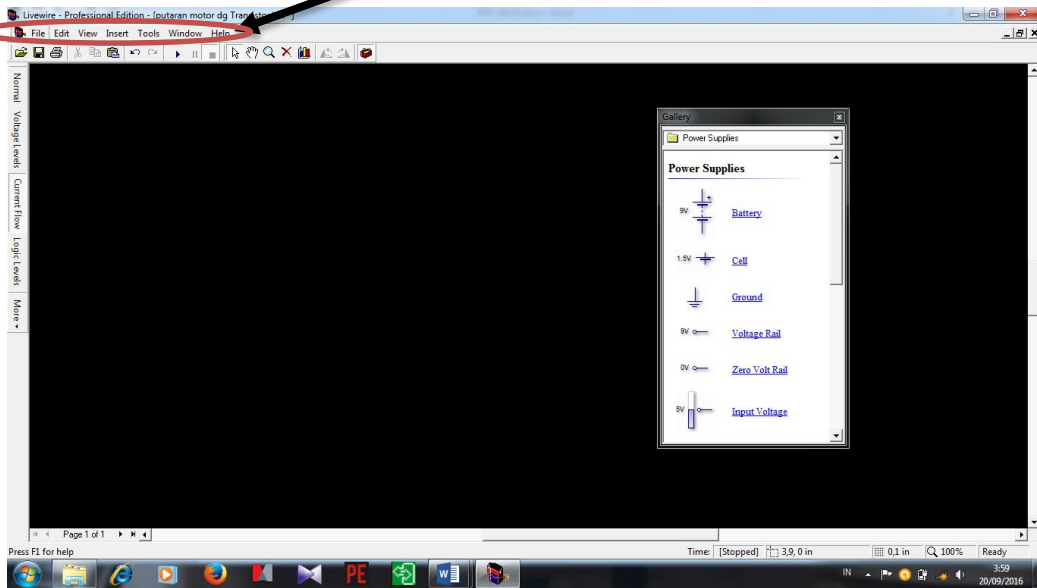 Livewire - Professional Edition - [putaran motor dg
File Edit View Insert Tools Window Help
Normal
Voltage Levels
Current Flow
Logic Levels
More
Gallery
Power Supplies
Power Supplies
9V Battery
1.5V Cell
Ground
9V Voltage Rail
0V Zero Volt Rail
5V Input Voltage
Page 1 of 1
Press F1 for help
Time: [Stopped] 3,9, 0 in 0,1 in 100% Ready
PE
W
IN
3:59
20/09/2016